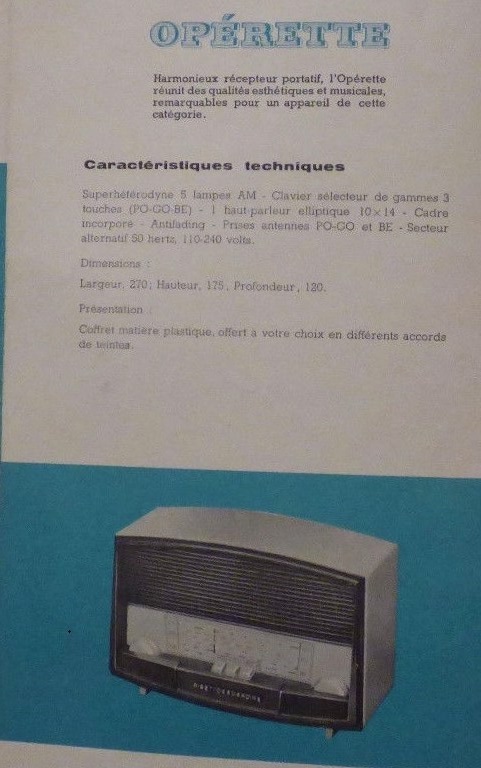 OPÉRETTE
Harmonieux récepteur portatif, l'Opérette
réunit des qualités esthétiques et musicales,
remarquables pour un appareil de cette
catégorie.
Caractéristiques techniques
Superhétérodyne 5 lampes AM - Clavier sélecteur de gammes 3
touches (PO-GO-BE) - 1 haut-parleur elliptique 10×14 - Cadre
incorporé - Antifading - Prises antennes PO-GO et BE - Secteur
alternatif 50 hertz, 110-240 volts.
Dimensions :
Largeur, 270; Hauteur, 175, Profondeur, 120.
Présentation :
Coffret matière plastique, offert à votre choix en différents accords
de teintes.